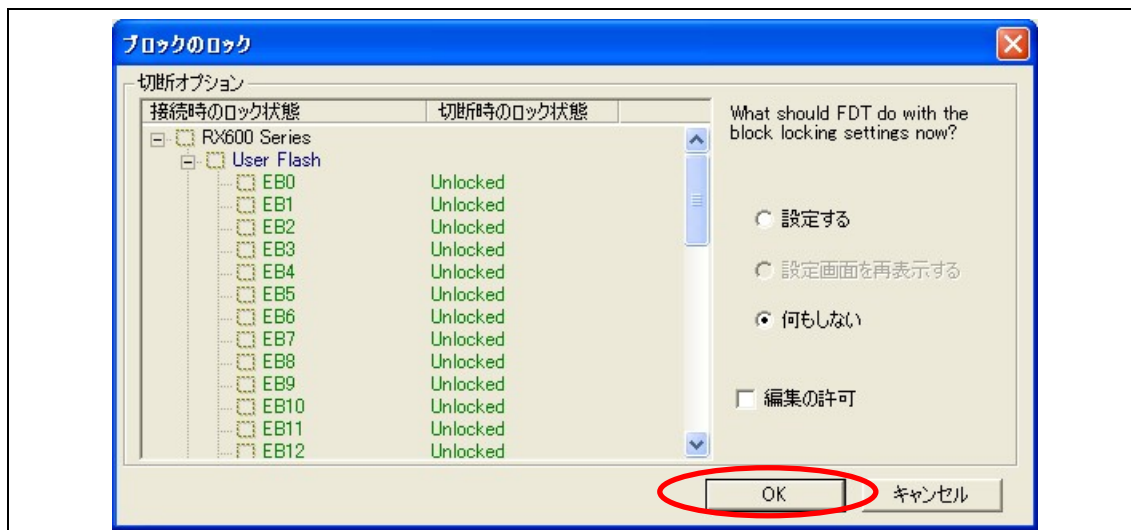 ブロックのロック
切断オプション
接続時のロック状態 切断時のロック状態
RX600 Series
User Flash
EB0 Unlocked
EB1 Unlocked
EB2 Unlocked
EB3 Unlocked
EB4 Unlocked
EB5 Unlocked
EB6 Unlocked
EB7 Unlocked
EB8 Unlocked
EB9 Unlocked
EB10 Unlocked
EB11 Unlocked
EB12 Unlocked
What should FDT do with the
block locking settings now?
設定する
設定画面を再表示する
何もしない
編集の許可
OK キャンセル